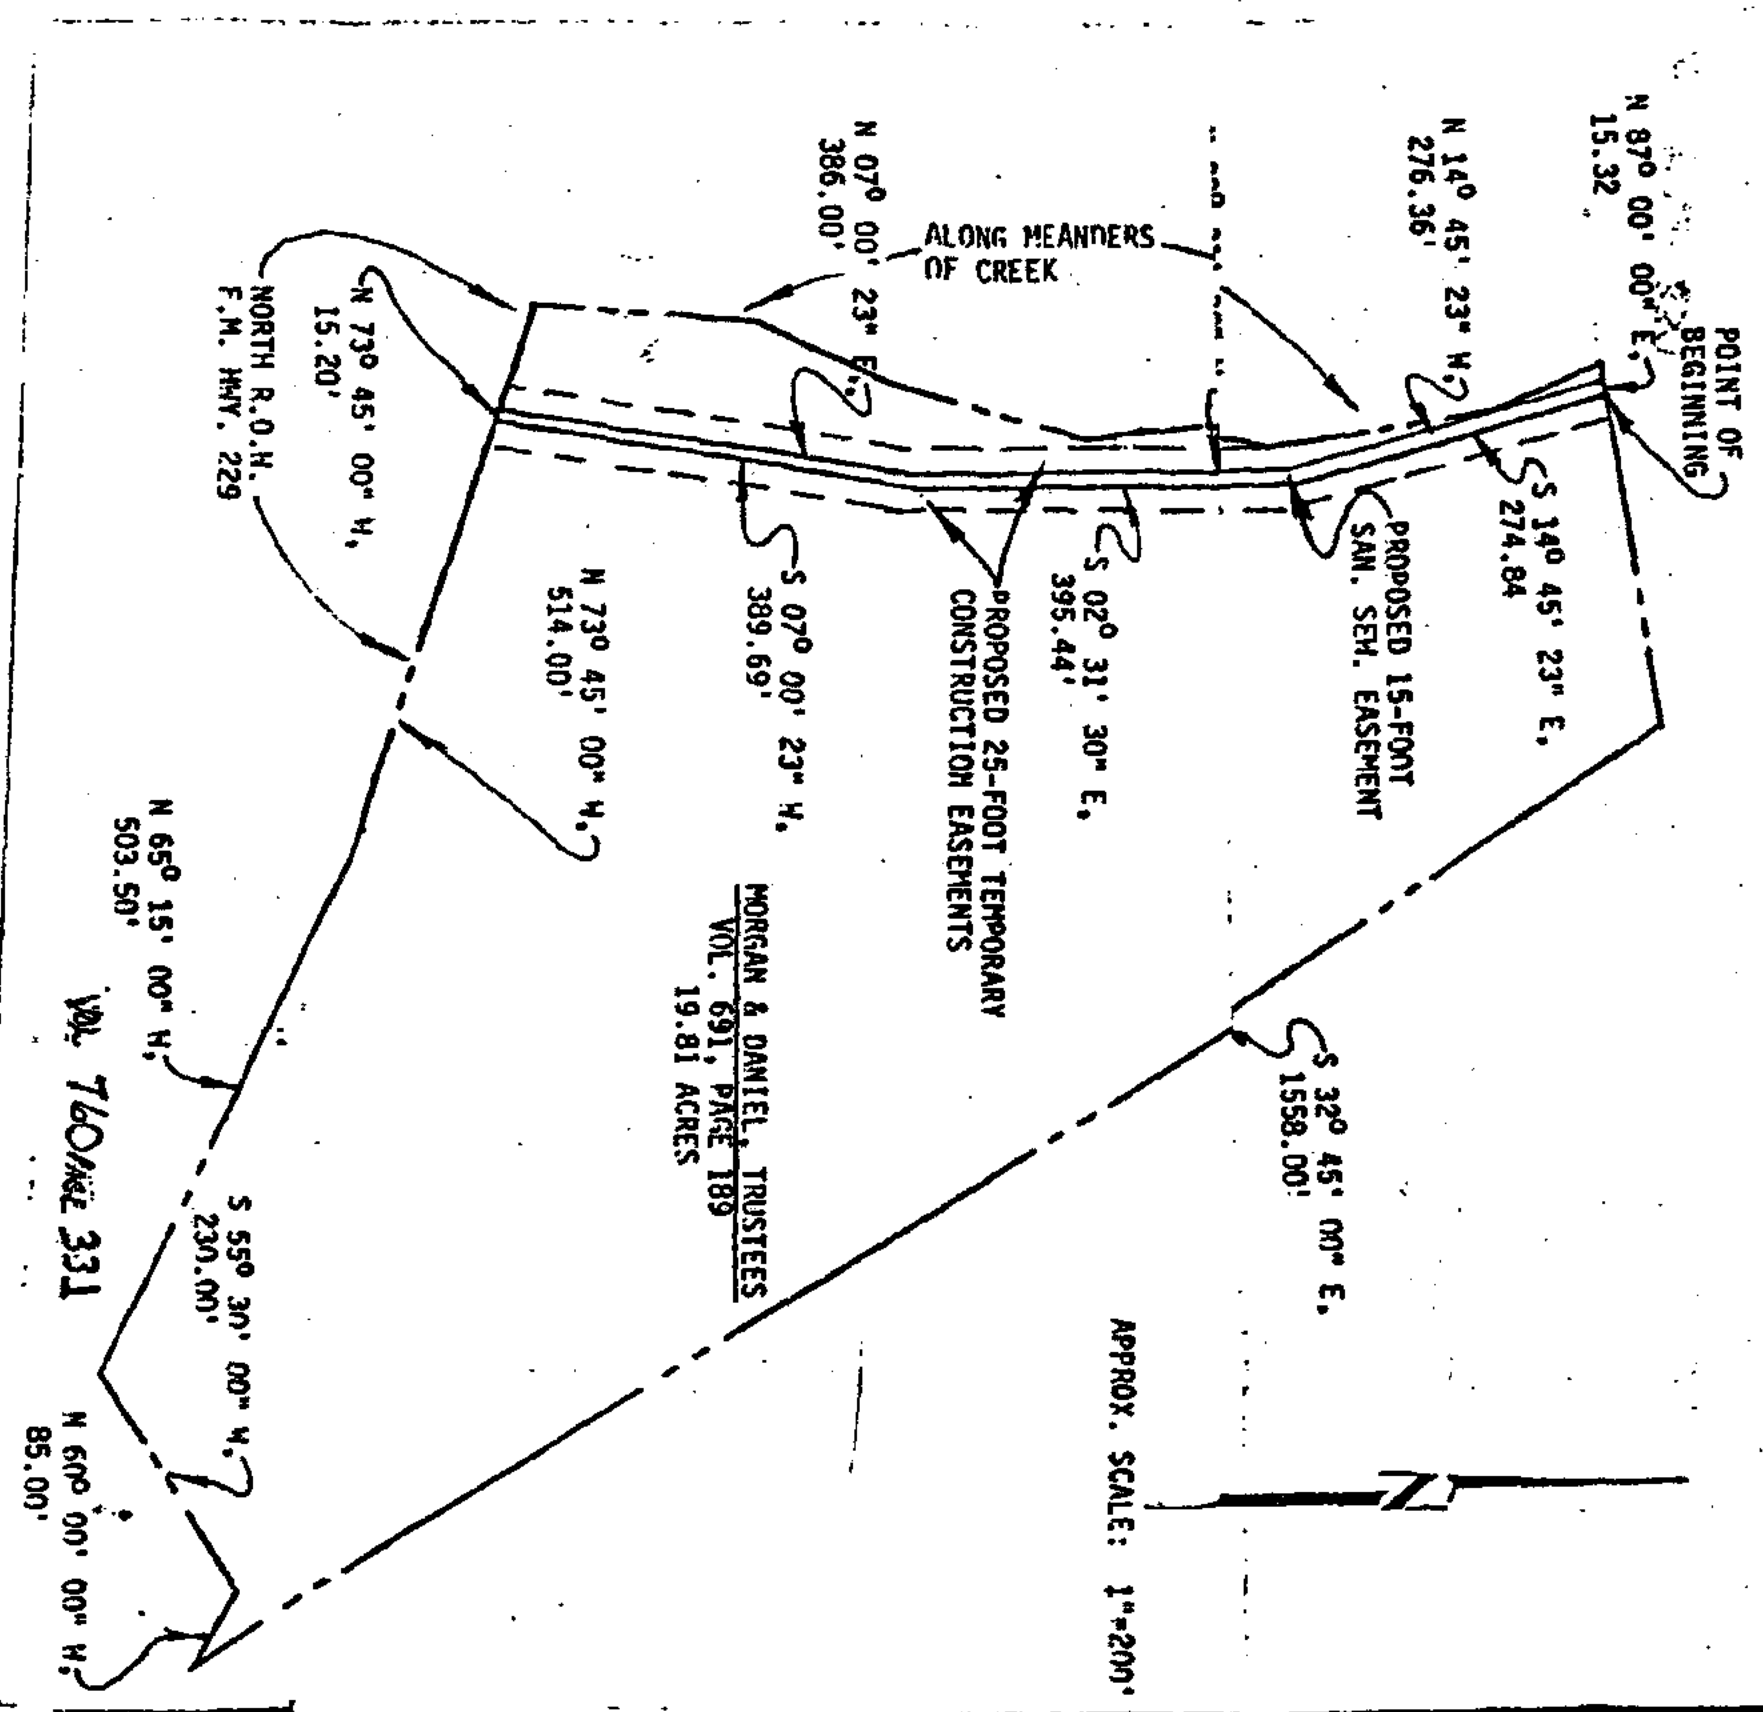 POINT OF
BEGINNING
N 87° 00' 00" E,
15.32
N 14° 45' 23" W,
276.36'
S 14° 45' 23" E,
274.84
PROPOSED 15-FOOT
SAN. SEW. EASEMENT
ALONG MEANDERS
OF CREEK
N 07° 00' 23" E,
386.00'
S 02° 31' 30" E,
395.44'
PROPOSED 25-FOOT TEMPORARY
CONSTRUCTION EASEMENTS
S 07° 00' 23" W,
389.69'
N 73° 45' 00" W,
15.20'
NORTH R.O.W.
F.M. HWY. 229
N 73° 45' 00" W,
514.00'
S 32° 45' 00" E,
1558.00'
MORGAN & DANIEL, TRUSTEES
VOL. 691, PAGE 189
19.81 ACRES
N 65° 15' 00" W,
503.50'
S 55° 30' 00" W,
230.00'
N 60° 00' 00" W,
85.00'
N
APPROX. SCALE: 1"=200'
VOL 760 PAGE 331